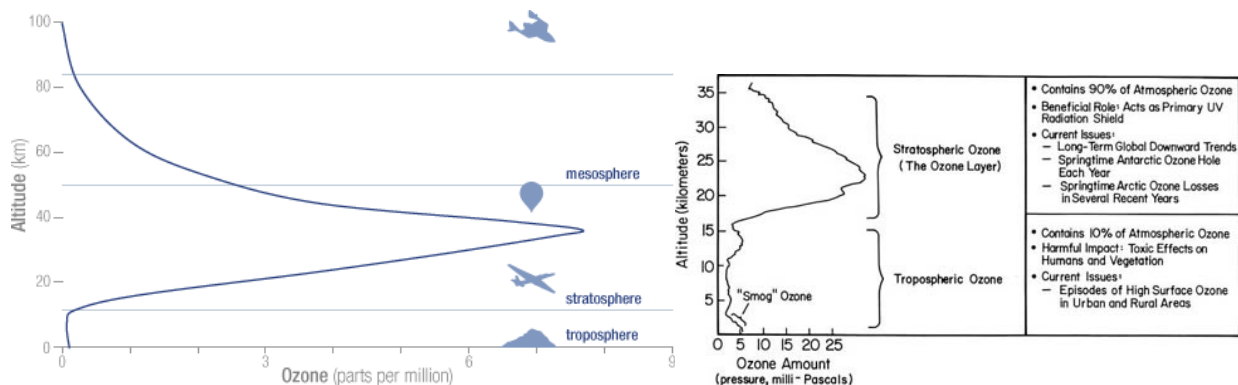 100
80
60
40
20
0
Altitude (km)
mesosphere
stratosphere
troposphere
0
3
6
9
Ozone (parts per million)
35
30
25
20
15
10
5
Altitude (kilometers)
Stratospheric Ozone
(The Ozone Layer)
Tropospheric Ozone
"Smog" Ozone
0 5 10 15 20 25
Ozone Amount
(pressure, milli-Pascals)
• Contains 90% of Atmospheric Ozone
• Beneficial Role: Acts as Primary UV
Radiation Shield
• Current Issues:
— Long-Term Global Downward Trends
— Springtime Antarctic Ozone Hole
Each Year
— Springtime Arctic Ozone Losses
in Several Recent Years
• Contains 10% of Atmospheric Ozone
• Harmful Impact: Toxic Effects on
Humans and Vegetation
• Current Issues:
— Episodes of High Surface Ozone
in Urban and Rural Areas